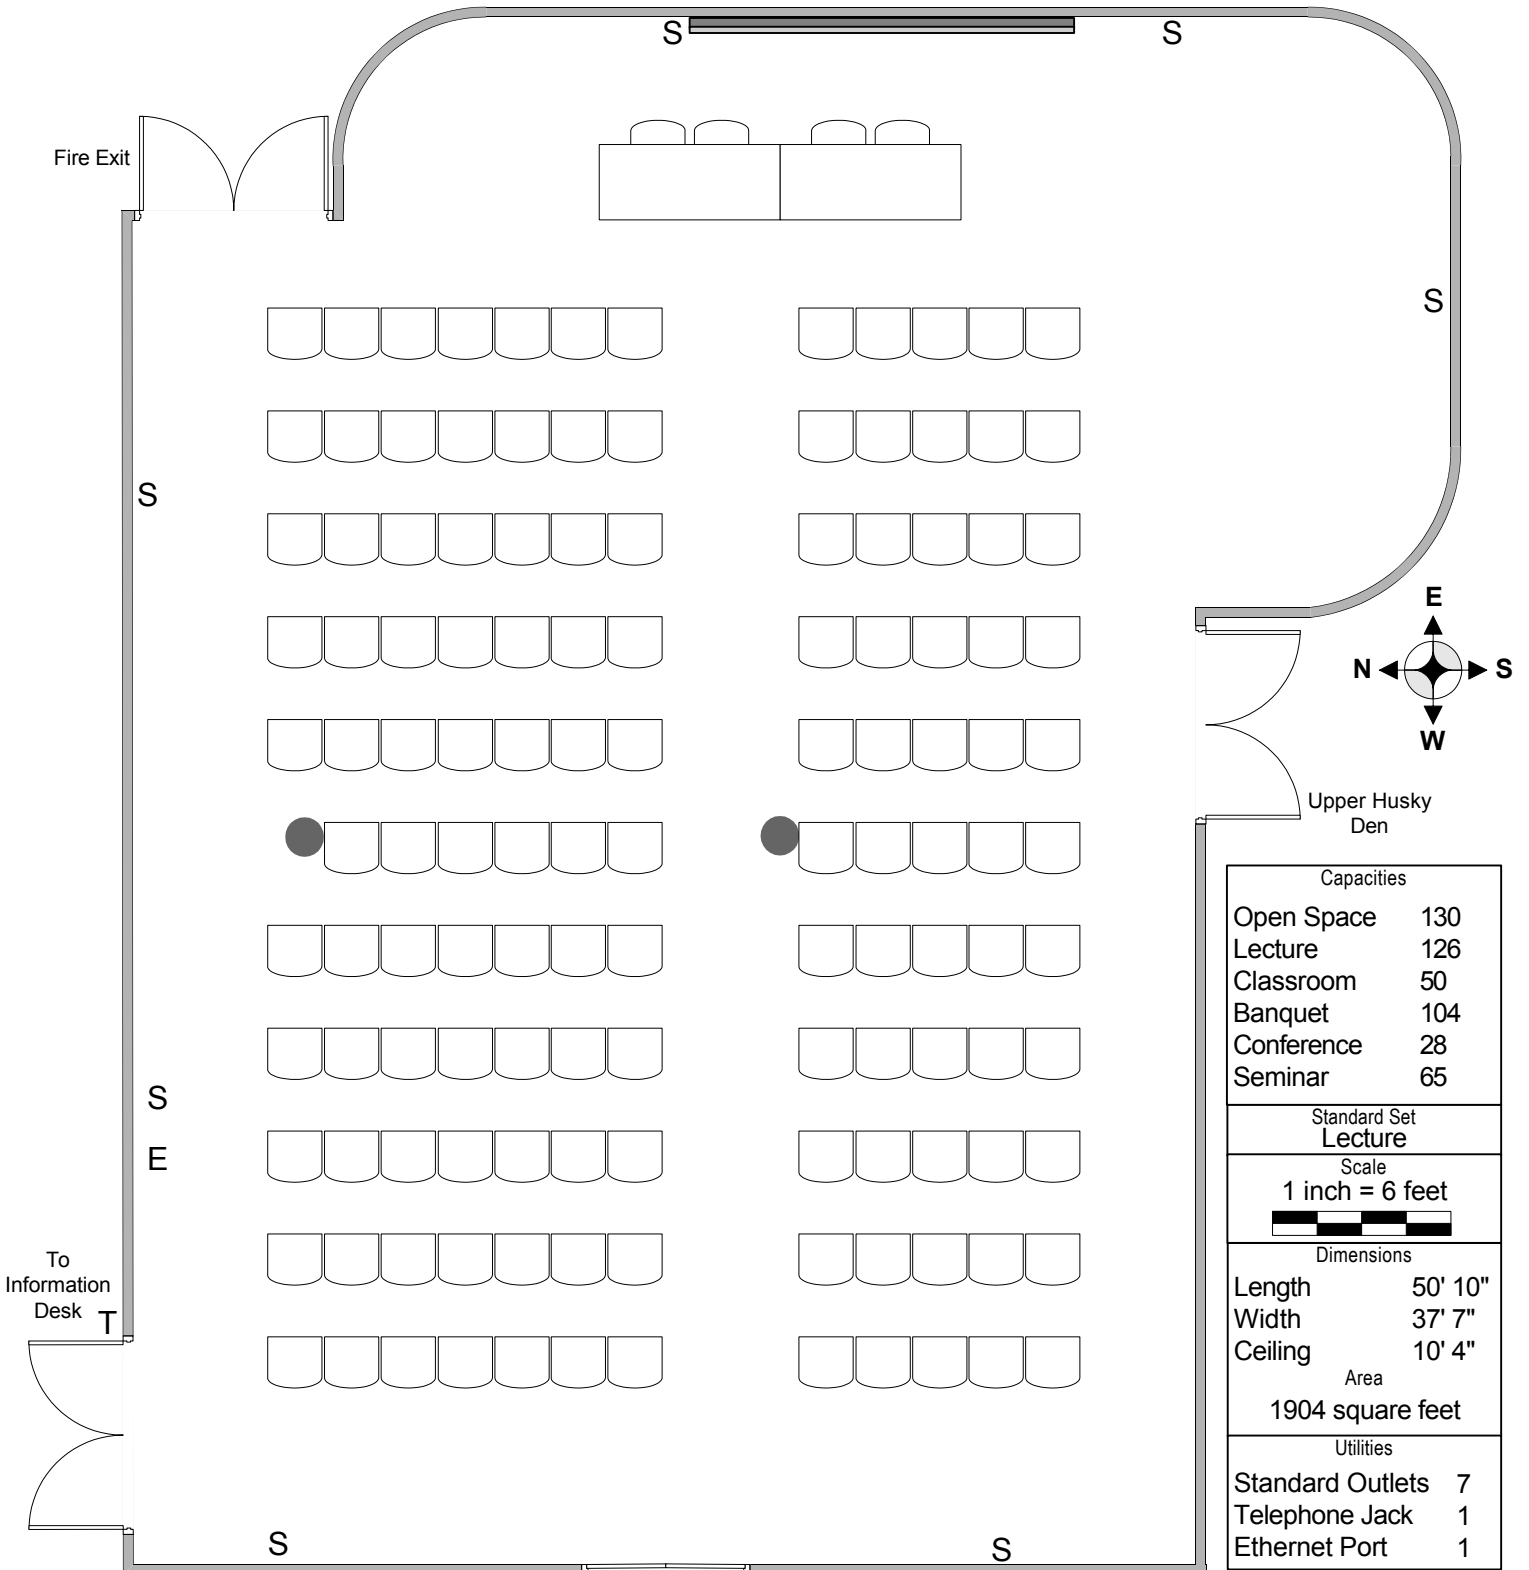 S
S
Fire Exit
S
S
E
N
S
W
Upper Husky
Den
Capacities
Open Space 130
Lecture 126
Classroom 50
Banquet 104
Conference 28
Seminar 65
Standard Set
Lecture
Scale
1 inch = 6 feet
Dimensions
Length 50' 10"
Width 37' 7"
Ceiling 10' 4"
Area
1904 square feet
Utilities
Standard Outlets 7
Telephone Jack 1
Ethernet Port 1
S
E
To
Information
Desk
T
S
S